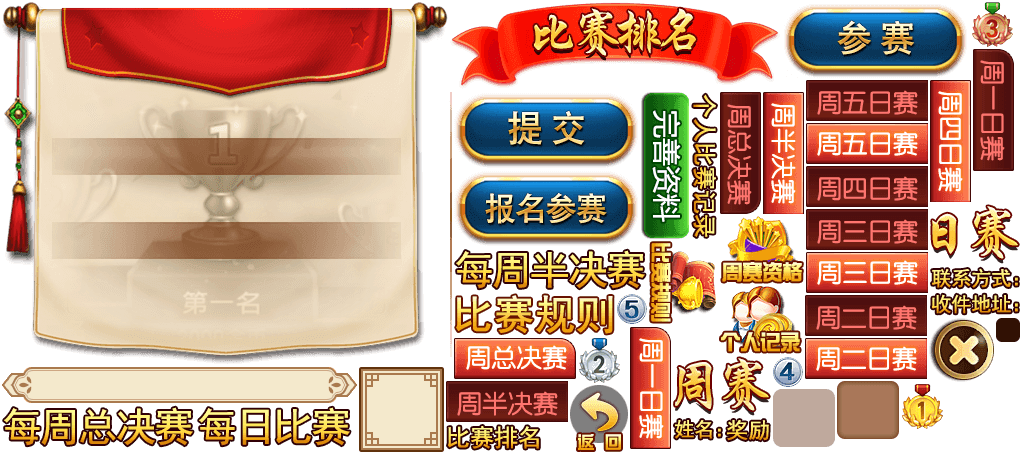 1
第一名
每周总决赛
每日比赛
比赛排名
参赛
3
提交
报名参赛
完善资料
个人比赛记录
周总决赛
周半决赛
周五日赛
周五日赛
周四日赛
周三日赛
周三日赛
周二日赛
周二日赛
周四日赛
周一日赛
日赛
联系方式:
收件地址:
每周半决赛
比赛规则
5
比赛规则
周赛资格
个人记录
周总决赛
2
周半决赛
比赛排名
返回
周一日赛
周赛
4
姓名:奖励
1